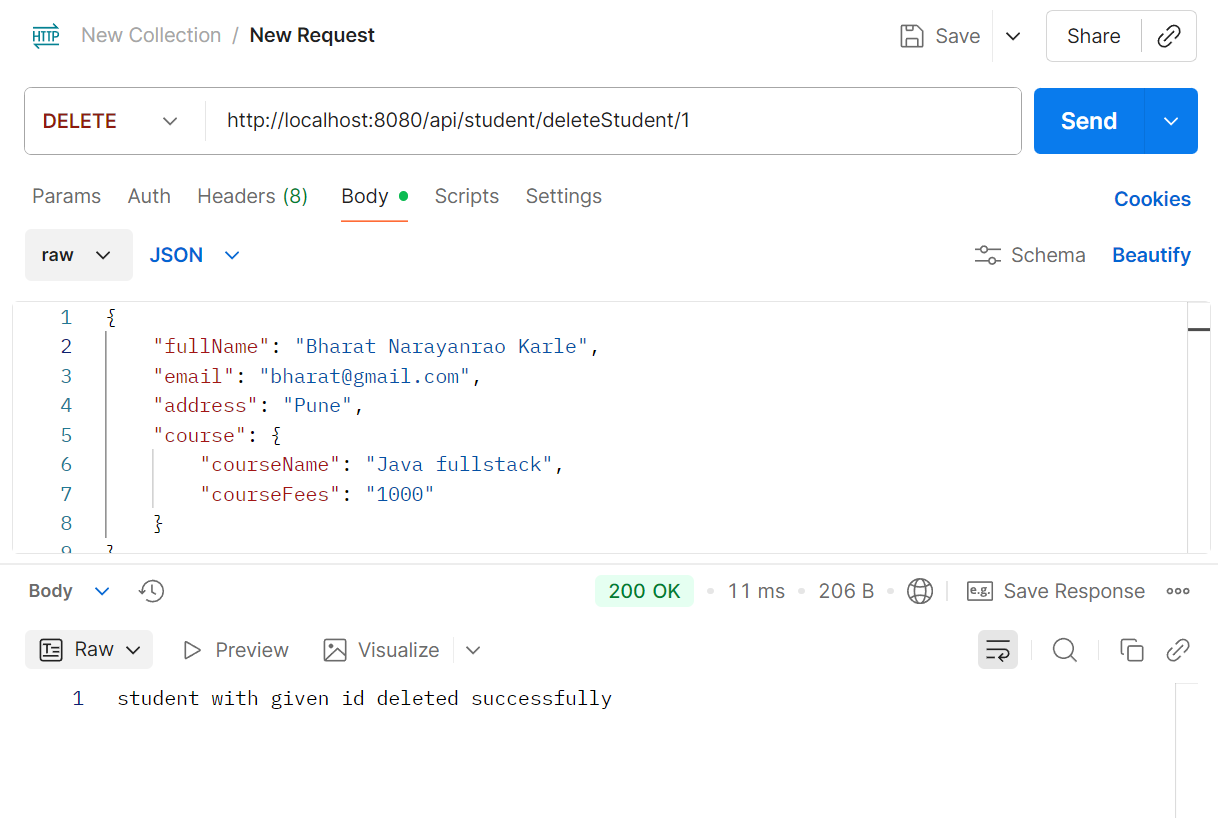 HTTP New Collection / New Request Save Share
DELETE http://localhost:8080/api/student/deleteStudent/1 Send
Params Auth Headers (8) Body Scripts Settings Cookies
raw JSON Schema Beautify
1 {
2 "fullName": "Bharat Narayanrao Karle",
3 "email": "bharat@gmail.com",
4 "address": "Pune",
5 "course": {
6 "courseName": "Java fullstack",
7 "courseFees": "1000"
8 }
9 }
Body 200 OK • 11 ms • 206 B • e.g. Save Response
Raw Preview Visualize
1 student with given id deleted successfully